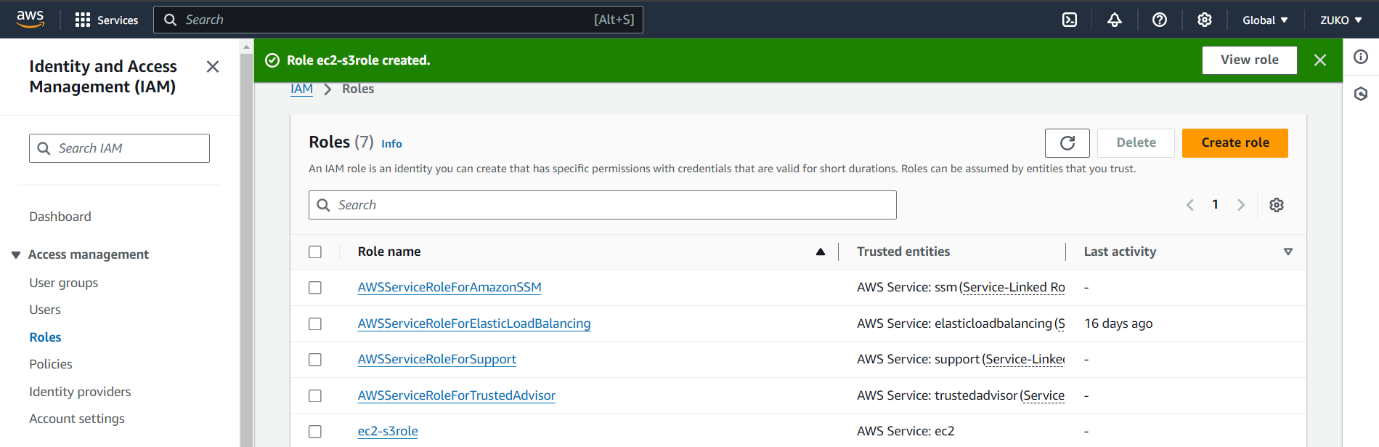 aws Services Search [Alt+S] Global ZUKO
Identity and Access
Management (IAM)
Search IAM
Dashboard
Access management
User groups
Users
Roles
Policies
Identity providers
Account settings
Role ec2-s3role created. View role
IAM > Roles
Roles (7) Info Delete Create role
An IAM role is an identity you can create that has specific permissions with credentials that are valid for short durations. Roles can be assumed by entities that you trust.
Search 1
Role name Trusted entities Last activity
AWSServiceRoleForAmazonSSM AWS Service: ssm (Service-Linked Ro -
AWSServiceRoleForElasticLoadBalancing AWS Service: elasticloadbalancing (S 16 days ago
AWSServiceRoleForSupport AWS Service: support (Service-Linke -
AWSServiceRoleForTrustedAdvisor AWS Service: trustedadvisor (Service -
ec2-s3role AWS Service: ec2 -